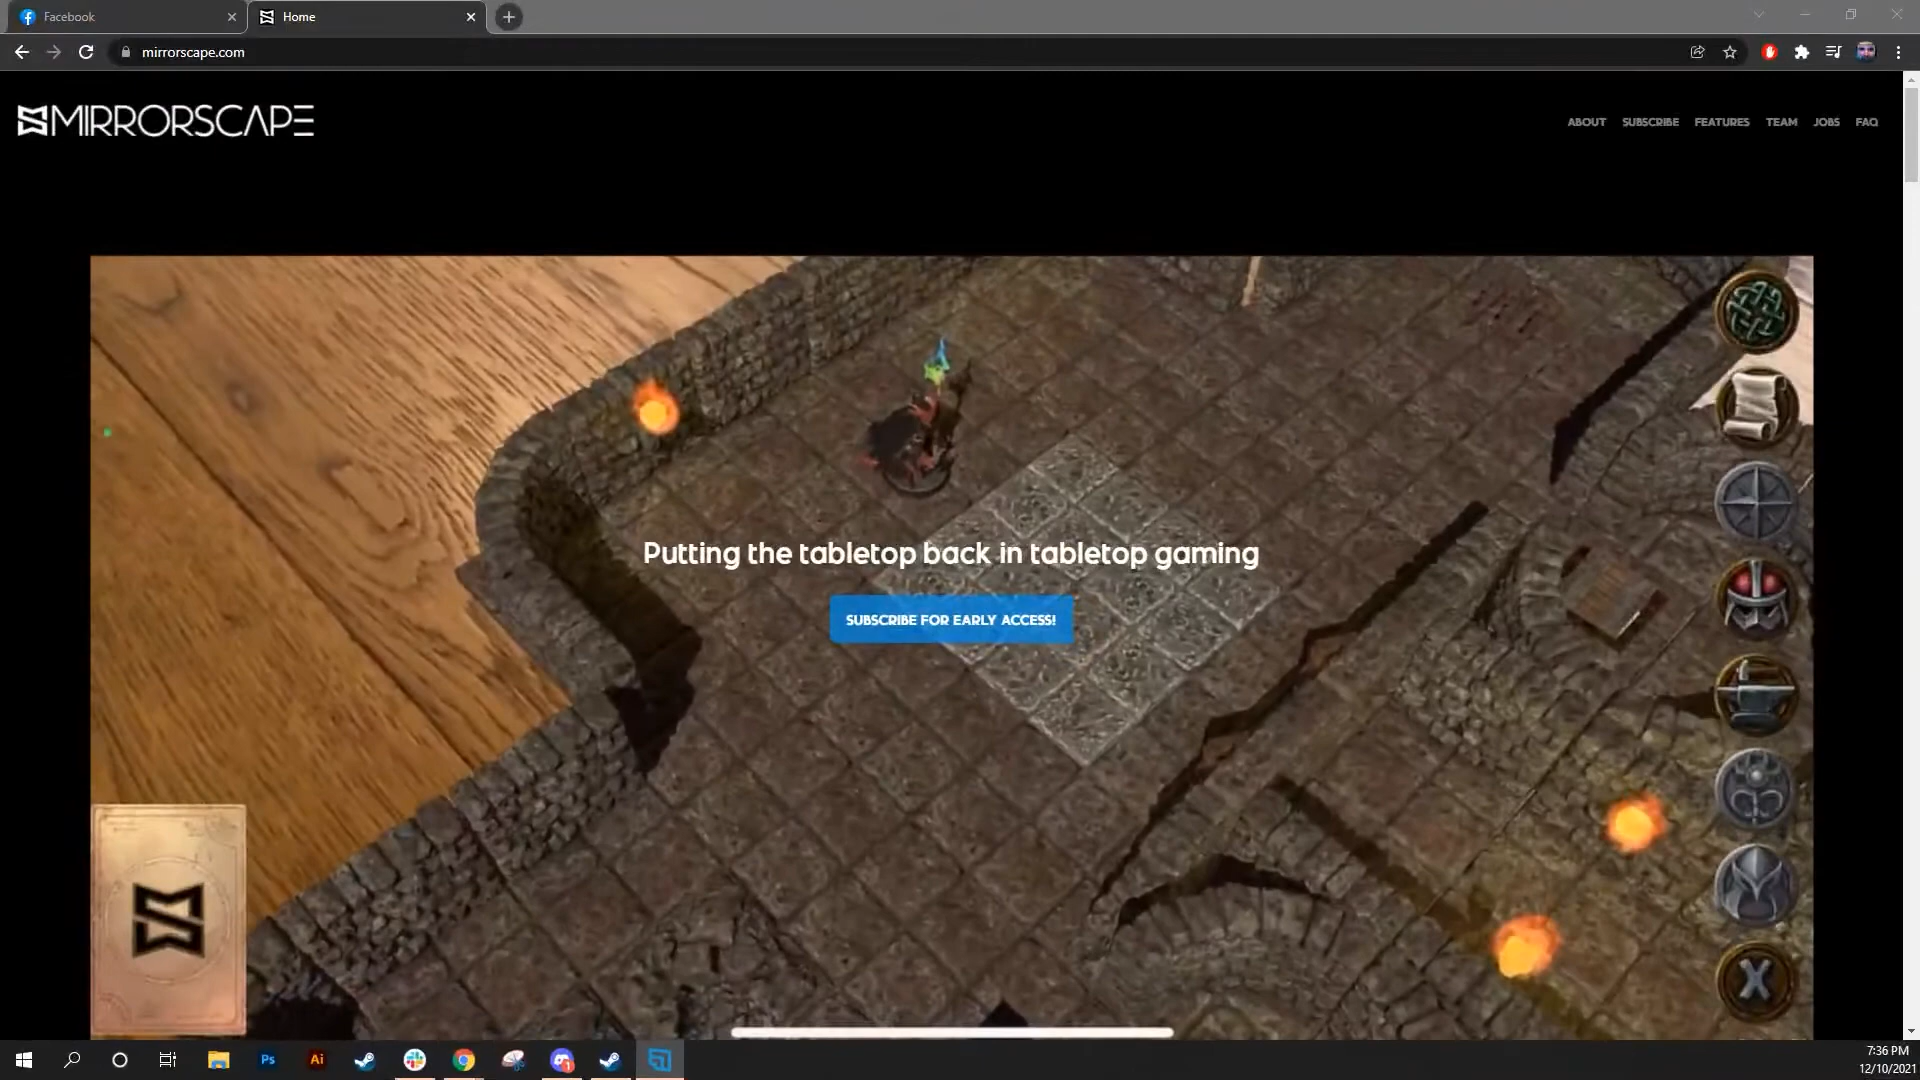 Facebook
Home
mirrorscape.com
MIRRORSCAPE
ABOUT SUBSCRIBE FEATURES TEAM JOBS FAQ
Putting the tabletop back in tabletop gaming
SUBSCRIBE FOR EARLY ACCESS!
Ps
Ai
1
7:36 PM
12/10/2021